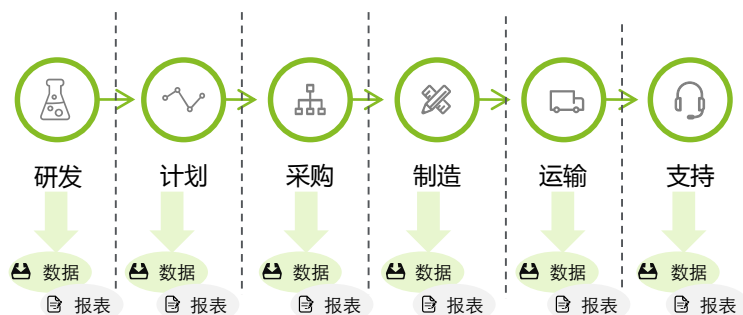 研发 计划 采购 制造 运输 支持
数据 数据 数据 数据 数据 数据
报表 报表 报表 报表 报表 报表